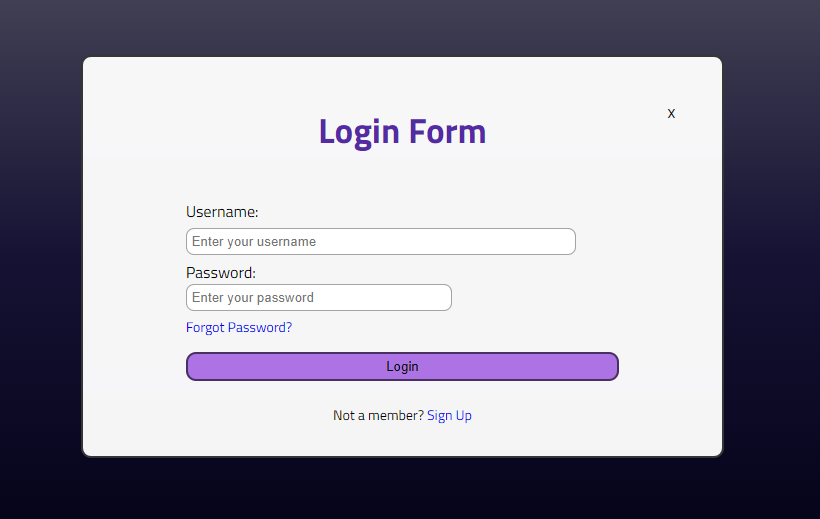 X
Login Form
Username:
Enter your username
Password:
Enter your password
Forgot Password?
Login
Not a member? Sign Up